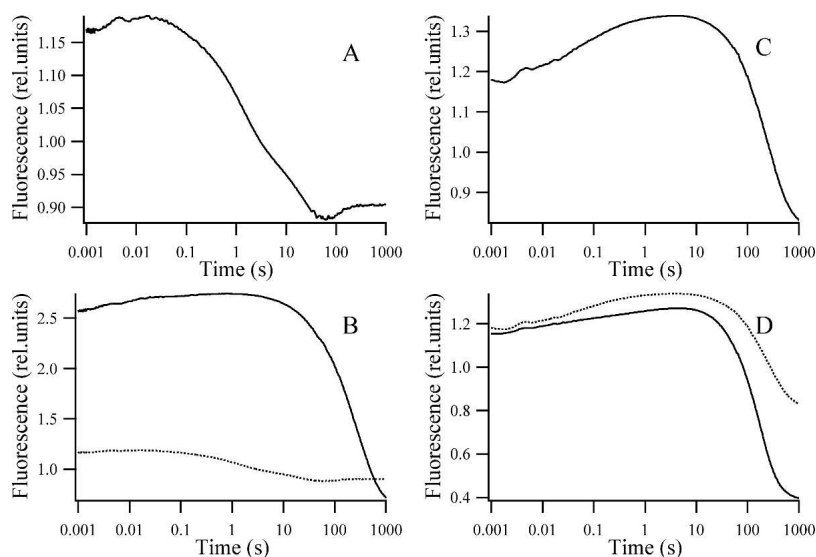 Fluorescence (rel.units)
1.15
1.10
1.05
1.00
0.95
0.90
A
0.001 0.01 0.1 1 10 100 1000
Time (s)
Fluorescence (rel.units)
1.3
1.2
1.1
1.0
0.9
C
0.001 0.01 0.1 1 10 100 1000
Time (s)
Fluorescence (rel.units)
2.5
2.0
1.5
1.0
B
0.001 0.01 0.1 1 10 100 1000
Time (s)
Fluorescence (rel.units)
1.2
1.0
0.8
0.6
0.4
D
0.001 0.01 0.1 1 10 100 1000
Time (s)